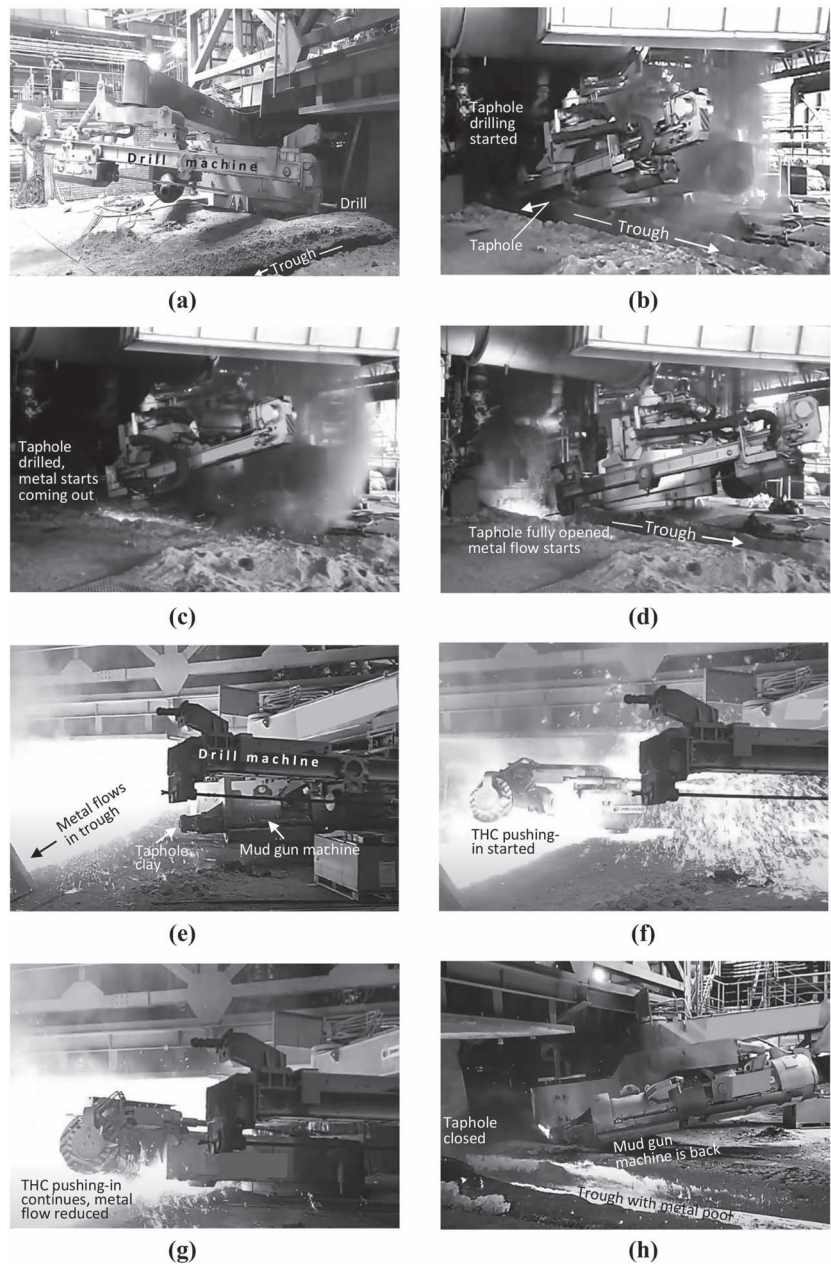 Drill machine
Drill
Trough
(a)
Taphole
drilling
started
Trough
Taphole
(b)
Taphole
drilled,
metal starts
coming out
(c)
Trough
Taphole fully opened,
metal flow starts
(d)
Drill machIne
Metal flows
in trough
Taphole
clay
Mud gun machine
(e)
THC pushing-
in started
(f)
THC pushing-in
continues, metal
flow reduced
(g)
Taphole
closed
Mud gun
machine is back
Trough with metal pool
(h)